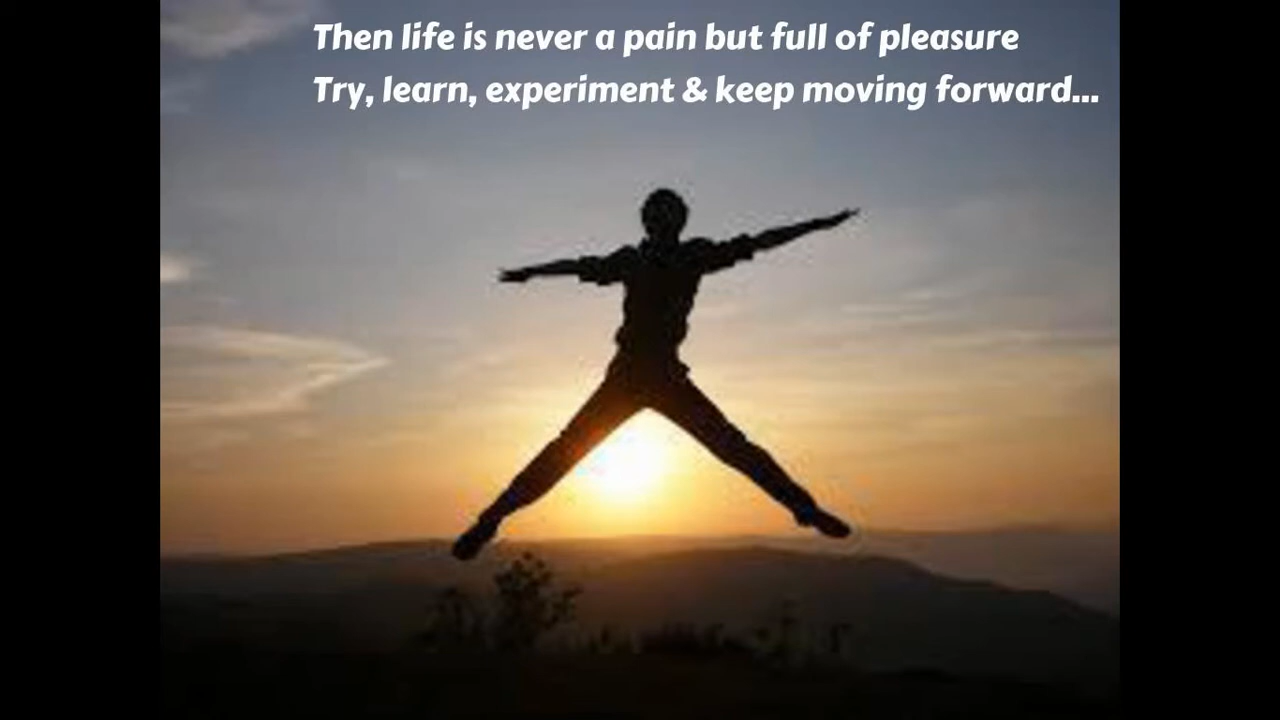 Then life is never a pain but full of pleasure
Try, learn, experiment & keep moving forward...